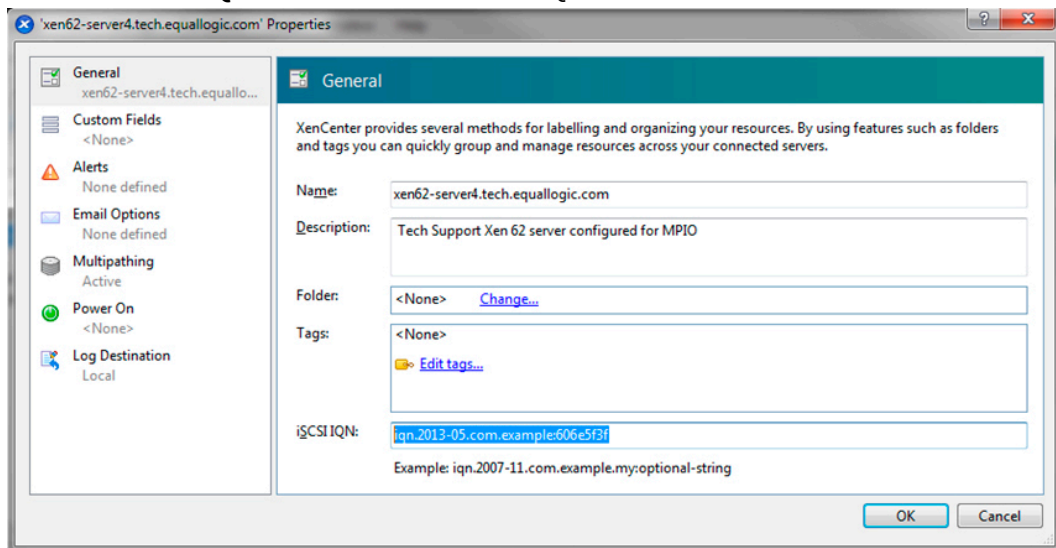 'xen62-server4.tech.equallogic.com' Properties
General
xen62-server4.tech.equallo...
Custom Fields
<None>
Alerts
None defined
Email Options
None defined
Multipathing
Active
Power On
<None>
Log Destination
Local
General
XenCenter provides several methods for labelling and organizing your resources. By using features such as folders
and tags you can quickly group and manage resources across your connected servers.
Name: xen62-server4.tech.equallogic.com
Description: Tech Support Xen 62 server configured for MPIO
Folder: <None> Change...
Tags: <None>
Edit tags...
iSCSI IQN: iqn.2013-05.com.example:606e5f3f
Example: iqn.2007-11.com.example.my:optional-string
OK Cancel